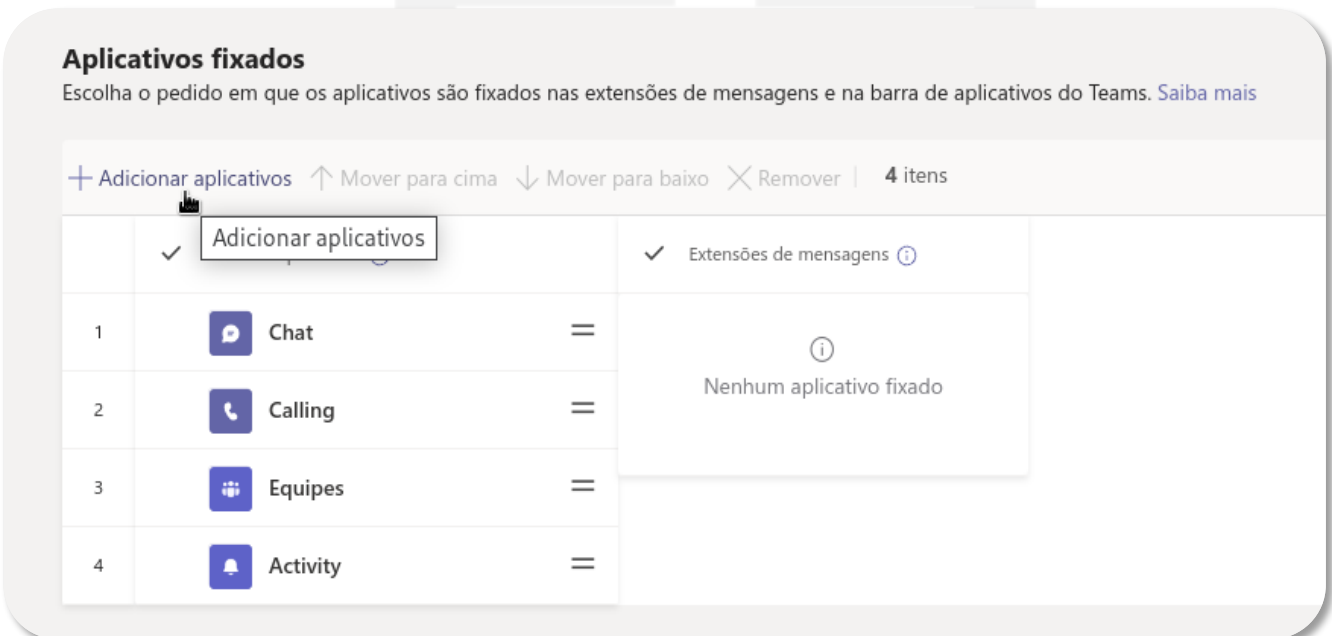 Aplicativos fixados
Escolha o pedido em que os aplicativos são fixados nas extensões de mensagens e na barra de aplicativos do Teams. Saiba mais
Adicionar aplicativos Mover para cima Mover para baixo Remover 4 itens
Adicionar aplicativos
Extensões de mensagens
1 Chat
Nenhum aplicativo fixado
2 Calling
3 Equipes
4 Activity